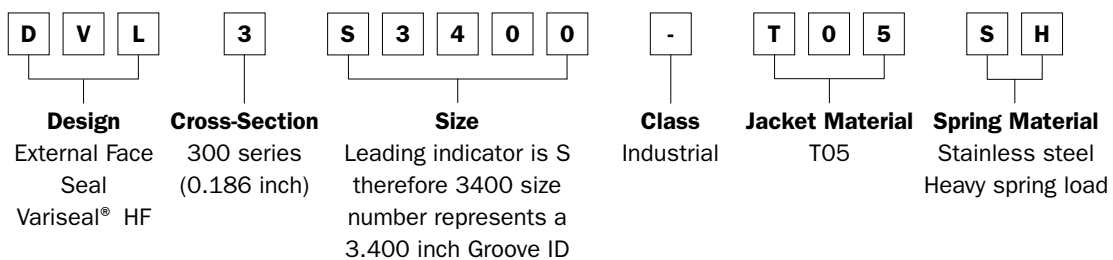 D V L 3 S 3 4 0 0 - T 0 5 S H
Design Cross-Section Size Class Jacket Material Spring Material
External Face 300 series Leading indicator is S Industrial T05 Stainless steel
Seal (0.186 inch) therefore 3400 size Heavy spring load
Variseal® HF number represents a
3.400 inch Groove ID